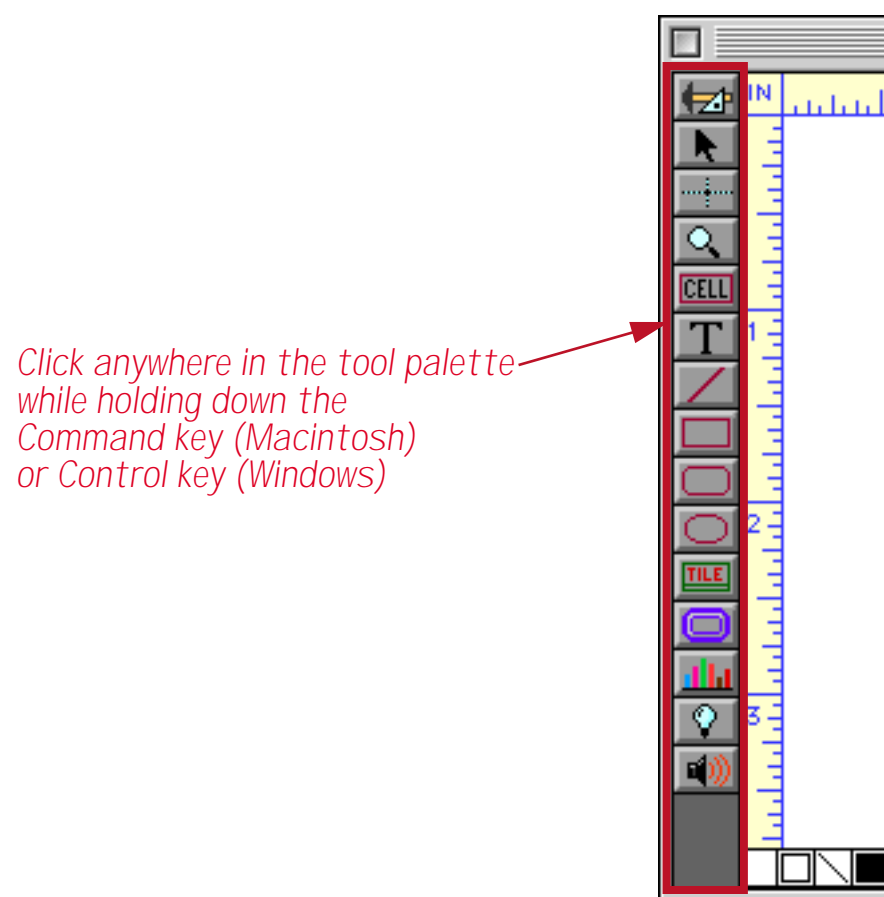 IN
CELL
T
1
Click anywhere in the tool palette
while holding down the
Command key (Macintosh)
or Control key (Windows)
2
TILE
3